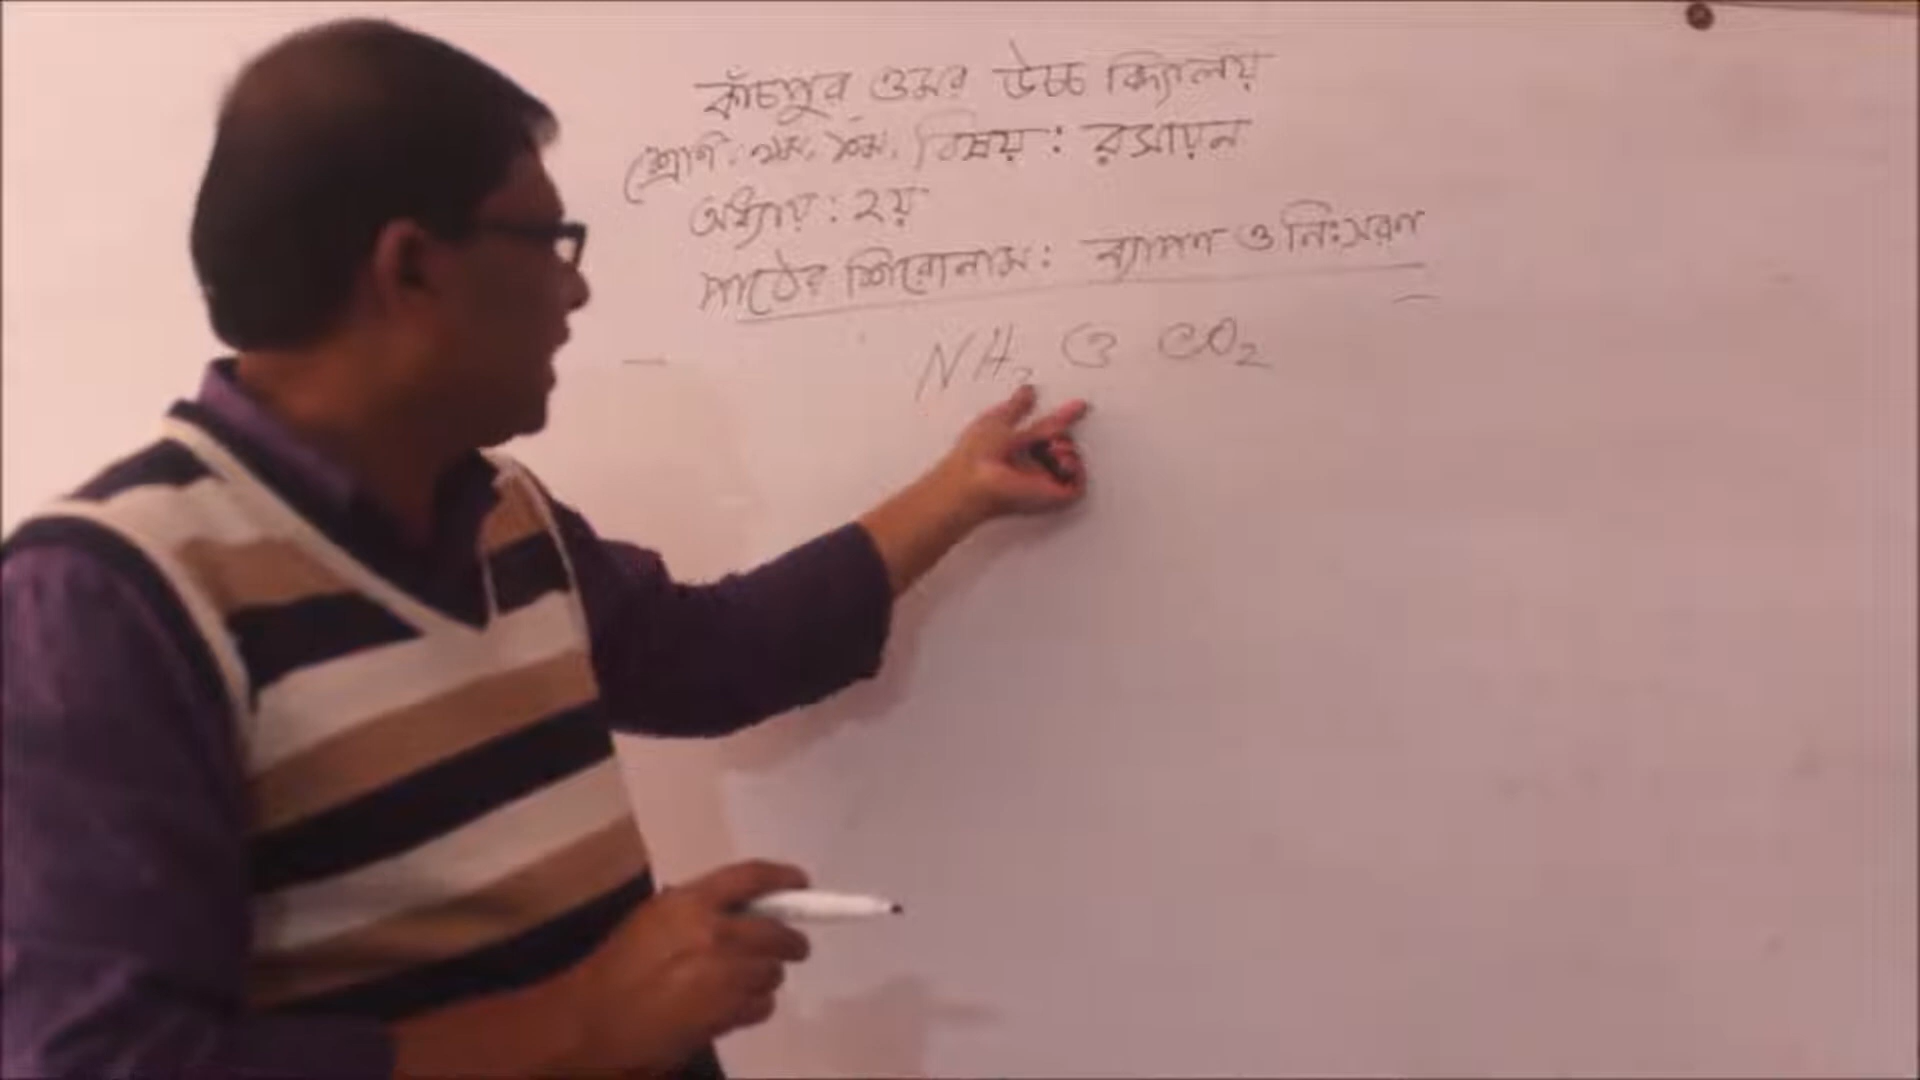 কাঁচপুর ওমর উচ্চ বিদ্যালয়
শ্রেণি: ৯ম, ১০ম, বিষয় : রসায়ন
অধ্যায় : ২য়
পাঠের শিরোনাম : ব্যাপন ও নিঃসরণ
NH₃ ও CO₂